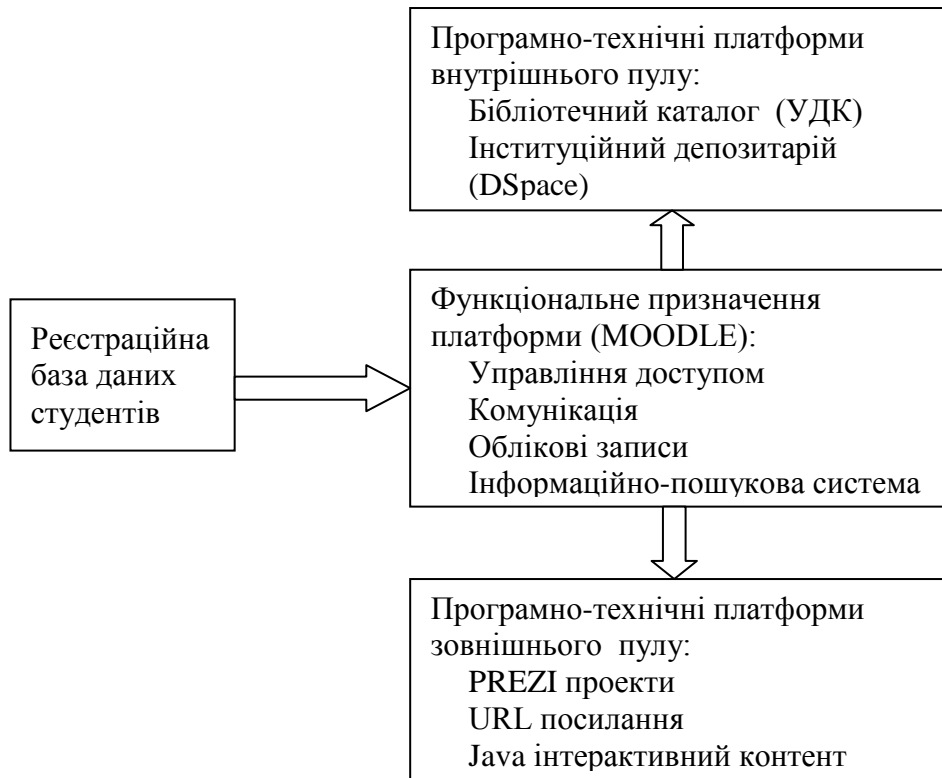 Програмно-технічні платформи
внутрішнього пулу:
Бібліотечний каталог (УДК)
Інституційний депозитарій
(DSpace)
Реєстраційна
база даних
студентів
Функціональне призначення
платформи (MOODLE):
Управління доступом
Комунікація
Облікові записи
Інформаційно-пошукова система
Програмно-технічні платформи
зовнішнього пулу:
PREZI проекти
URL посилання
Java інтерактивний контент